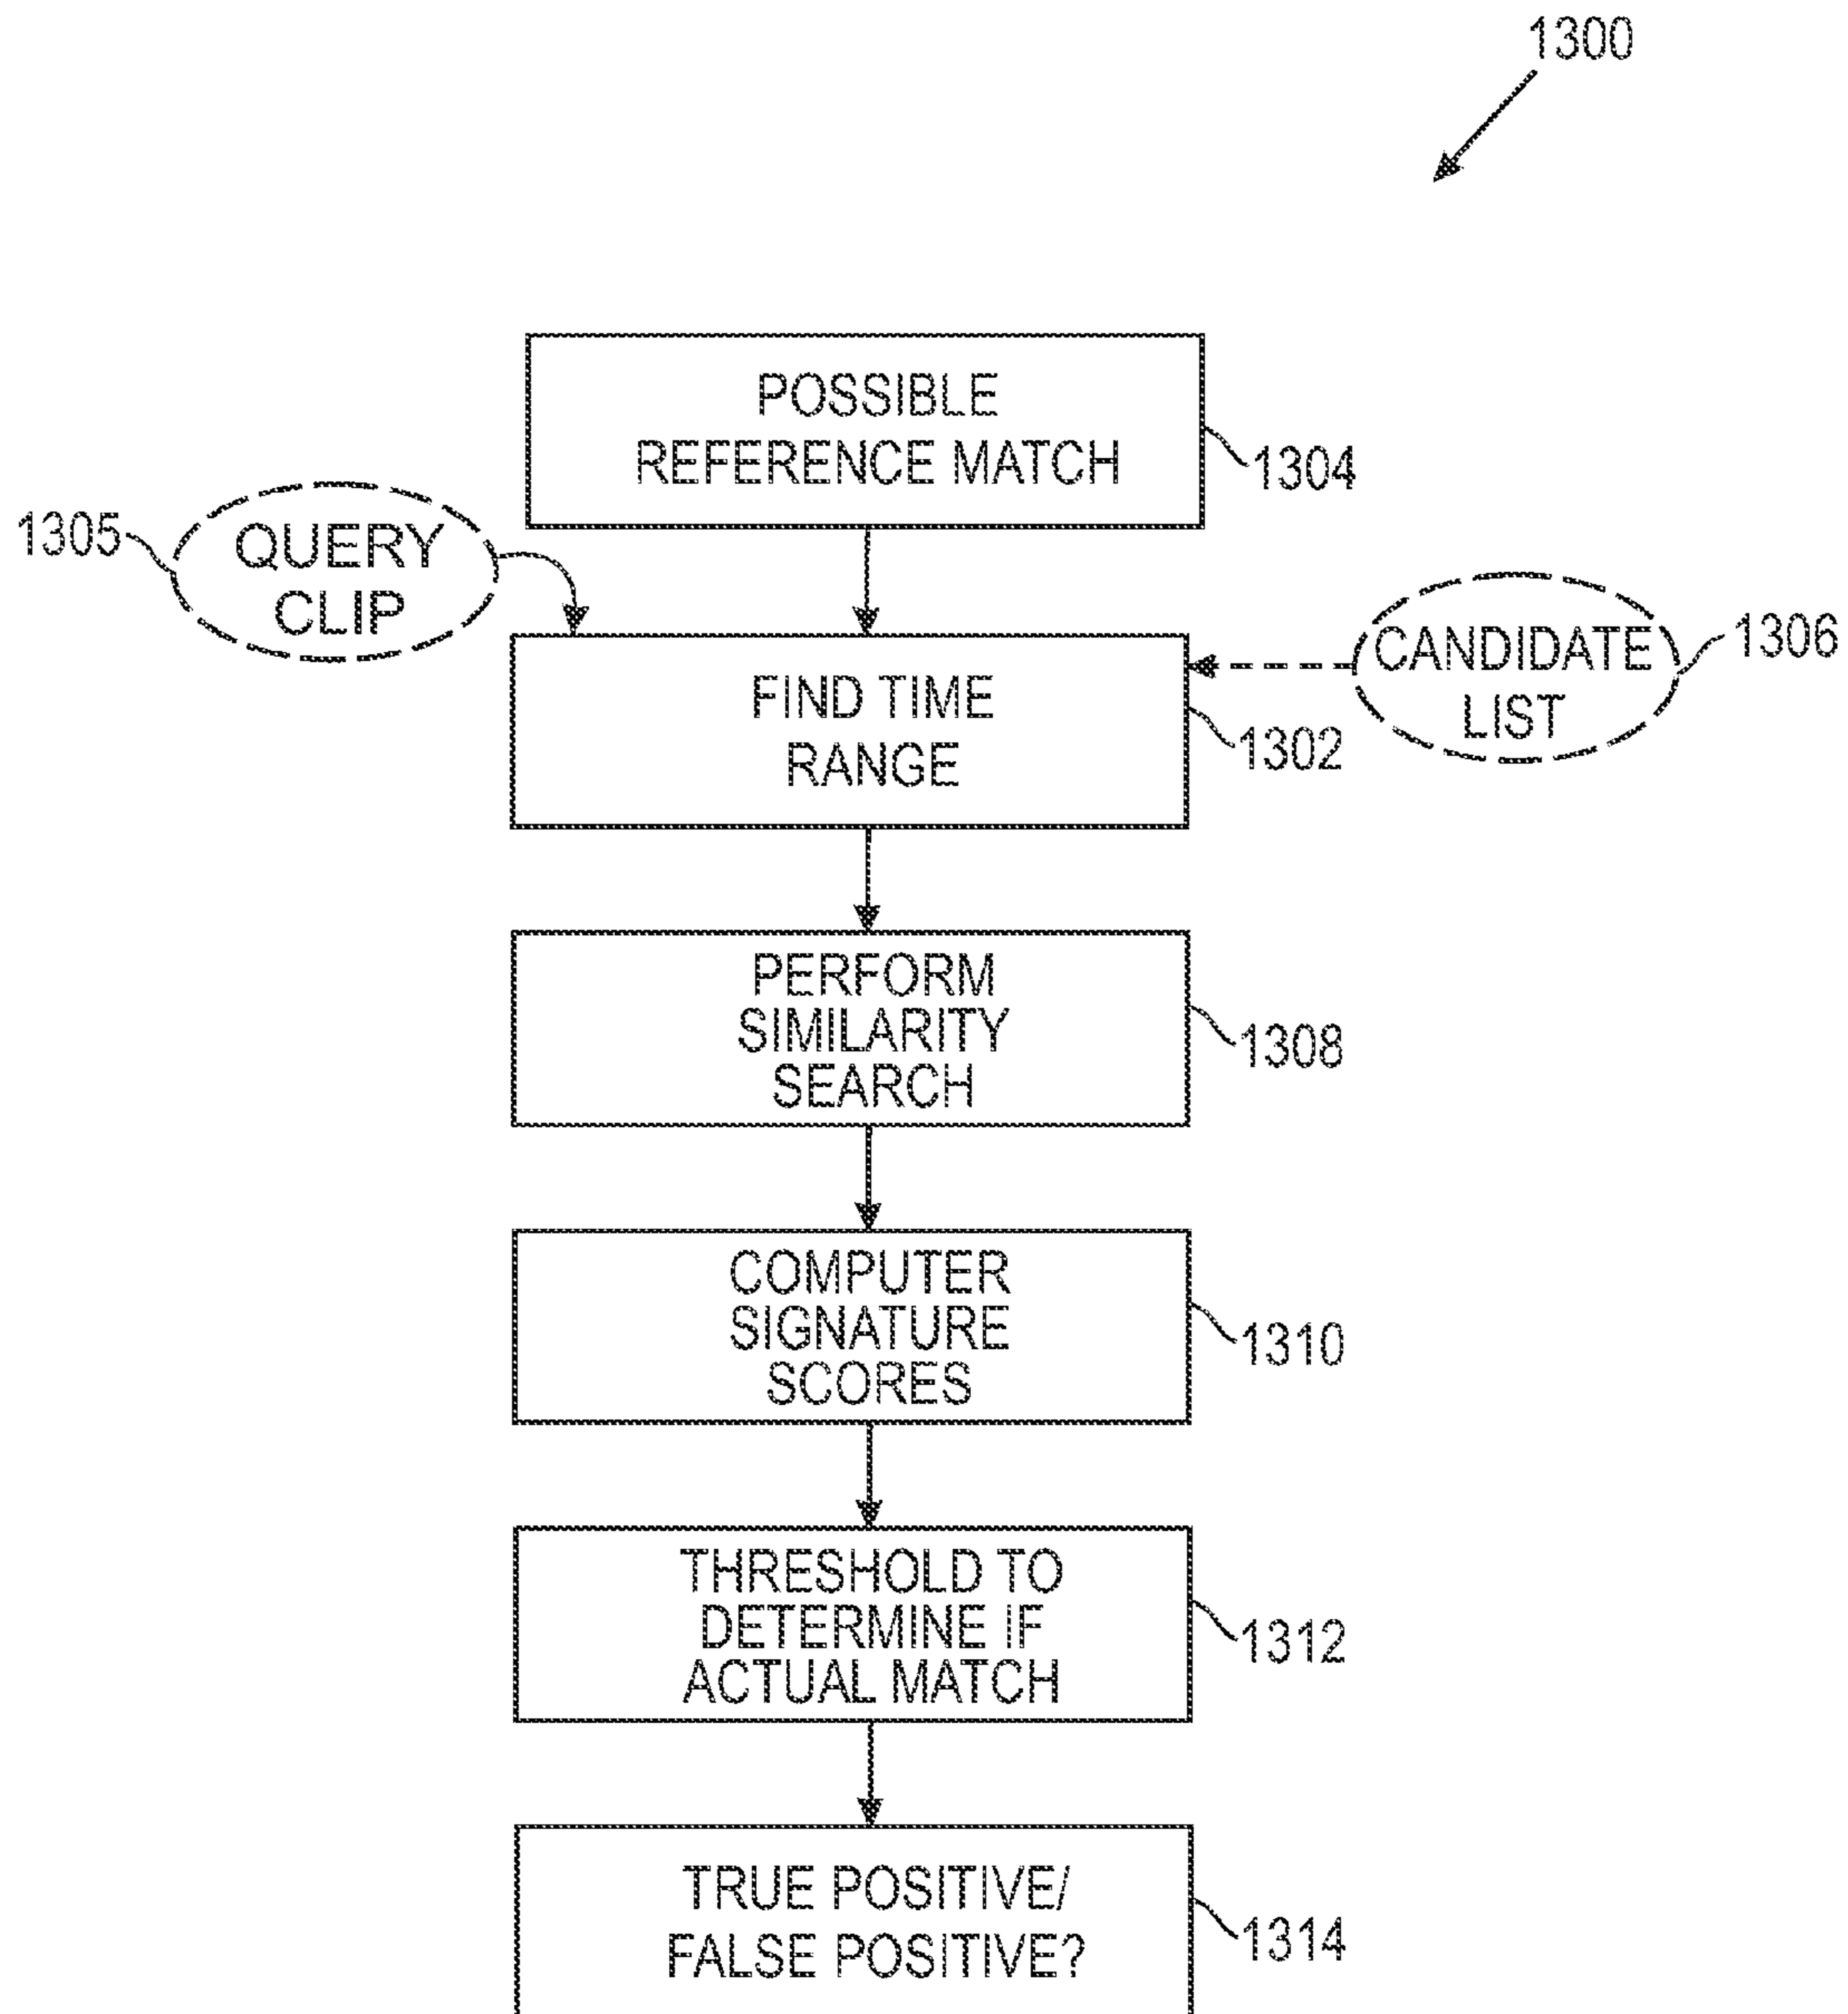 1300
POSSIBLE
REFERENCE MATCH
1304
1305
QUERY
CLIP
CANDIDATE
LIST
1306
FIND TIME
RANGE
1302
PERFORM
SIMILARITY
SEARCH
1308
COMPUTER
SIGNATURE
SCORES
1310
THRESHOLD TO
DETERMINE IF
ACTUAL MATCH
1312
TRUE POSITIVE/
FALSE POSITIVE?
1314